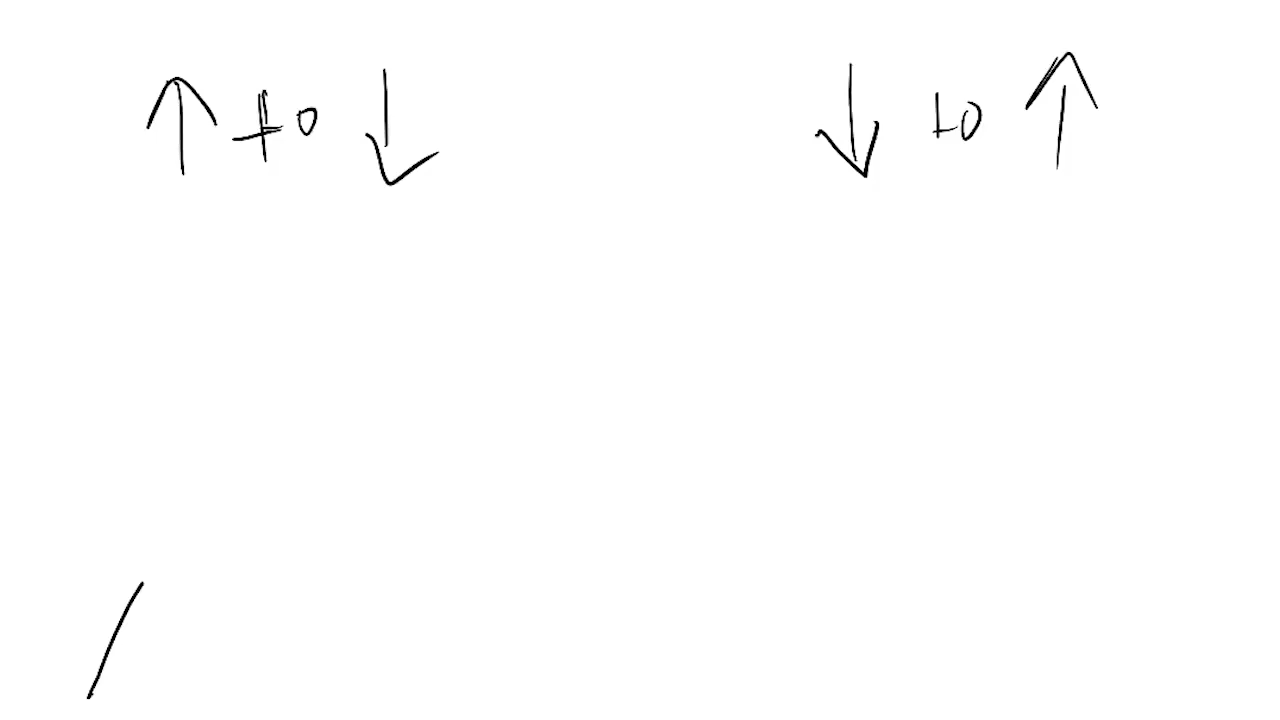 ↑ to ↓ ↓ to ↑